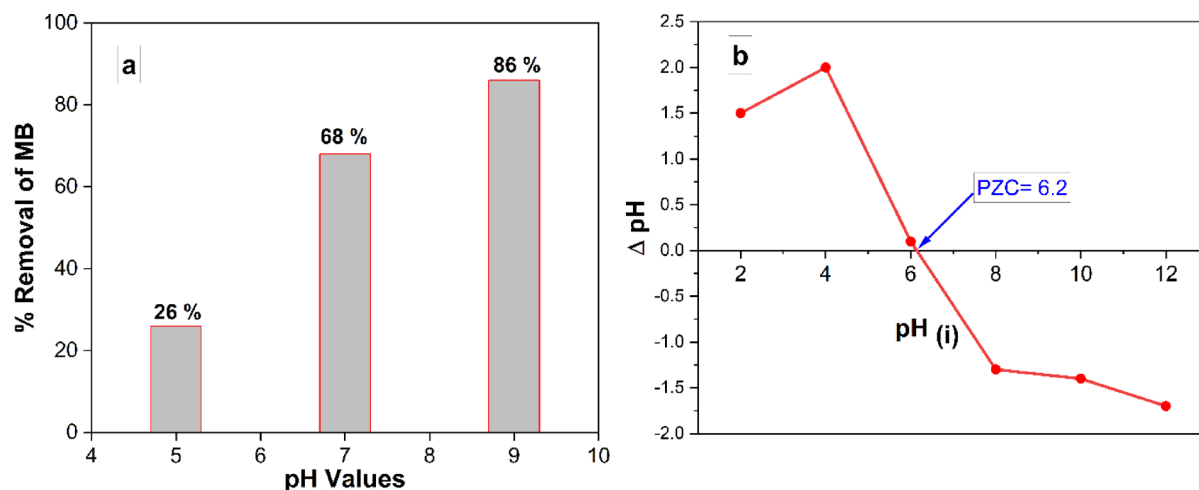 a
% Removal of MB
100
80
60
40
20
0
26 %
68 %
86 %
4 5 6 7 8 9 10
pH Values
b
Δ pH
2.5
2.0
1.5
1.0
0.5
0.0
-0.5
-1.0
-1.5
-2.0
PZC= 6.2
2 4 6 8 10 12
pH (i)